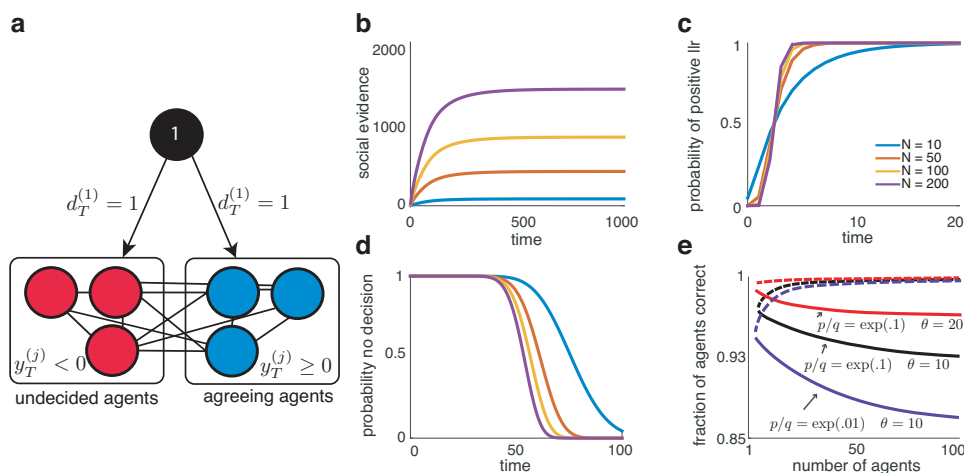 a
1
d_T^{(1)} = 1
d_T^{(1)} = 1
y_T^{(j)} < 0
y_T^{(j)} ≥ 0
undecided agents
agreeing agents
b
social evidence
2000
1000
0
0
500
1000
time
c
probability of positive llr
1
0.5
0
0
10
20
time
N = 10
N = 50
N = 100
N = 200
d
probability no decision
1
0.5
0
0
50
100
time
e
fraction of agents correct
1
0.93
0.85
1
50
100
number of agents
p/q = exp(.1) θ = 20
p/q = exp(.1) θ = 10
p/q = exp(.01) θ = 10